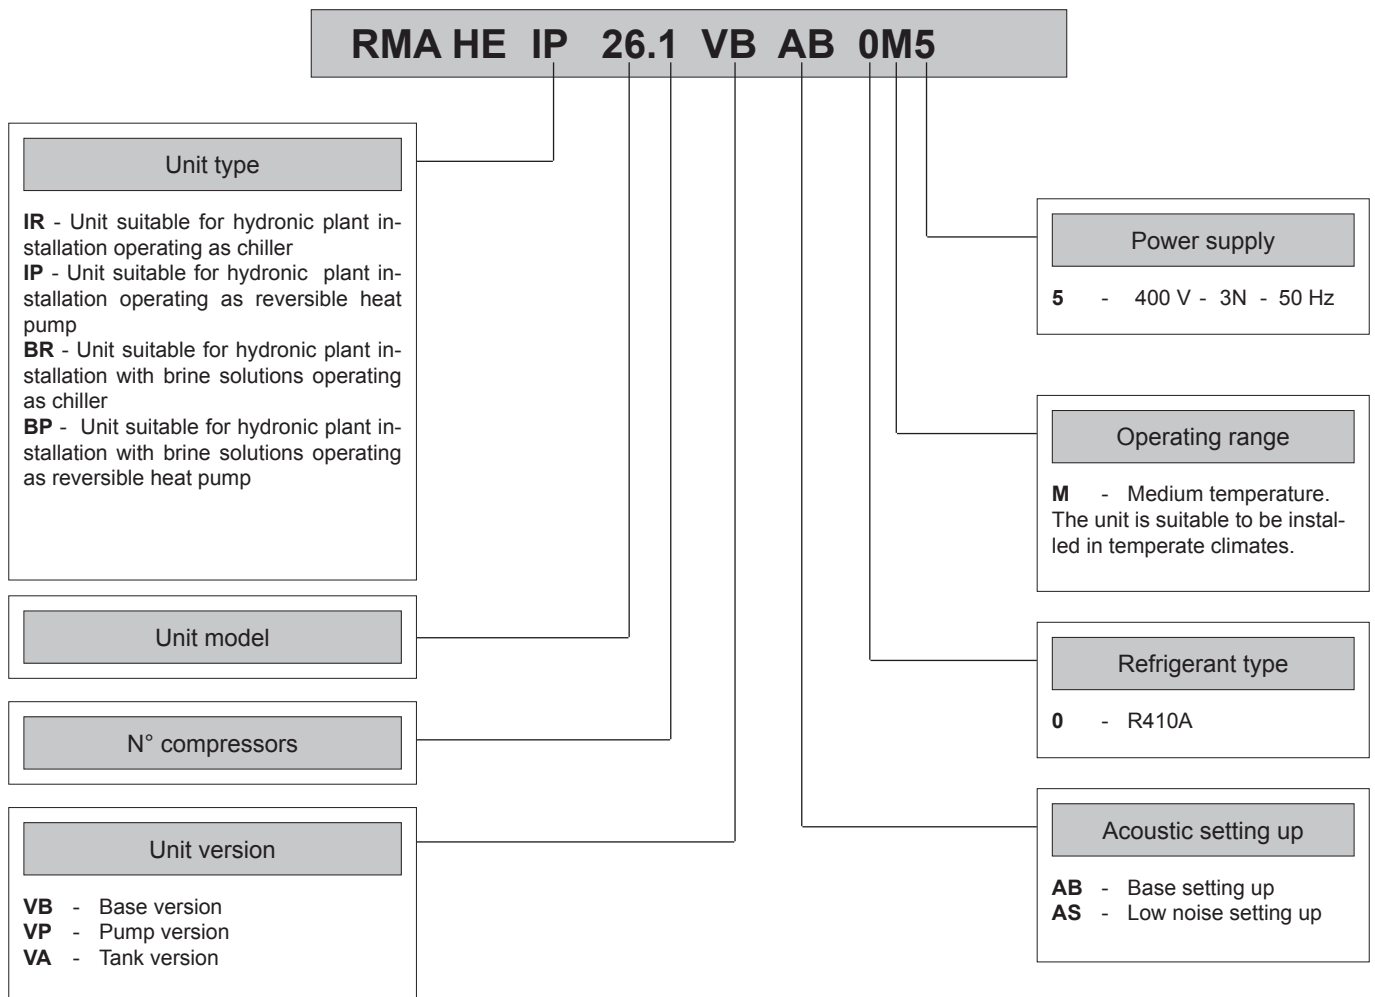 RMA HE IP 26.1 VB AB 0M5
Unit type
IR - Unit suitable for hydronic plant in-
stallation operating as chiller
IP - Unit suitable for hydronic plant in-
stallation operating as reversible heat
pump
BR - Unit suitable for hydronic plant in-
stallation with brine solutions operating
as chiller
BP - Unit suitable for hydronic plant in-
stallation with brine solutions operating
as reversible heat pump
Unit model
N° compressors
Unit version
VB - Base version
VP - Pump version
VA - Tank version
Power supply
5 - 400 V - 3N - 50 Hz
Operating range
M - Medium temperature.
The unit is suitable to be instal-
led in temperate climates.
Refrigerant type
0 - R410A
Acoustic setting up
AB - Base setting up
AS - Low noise setting up